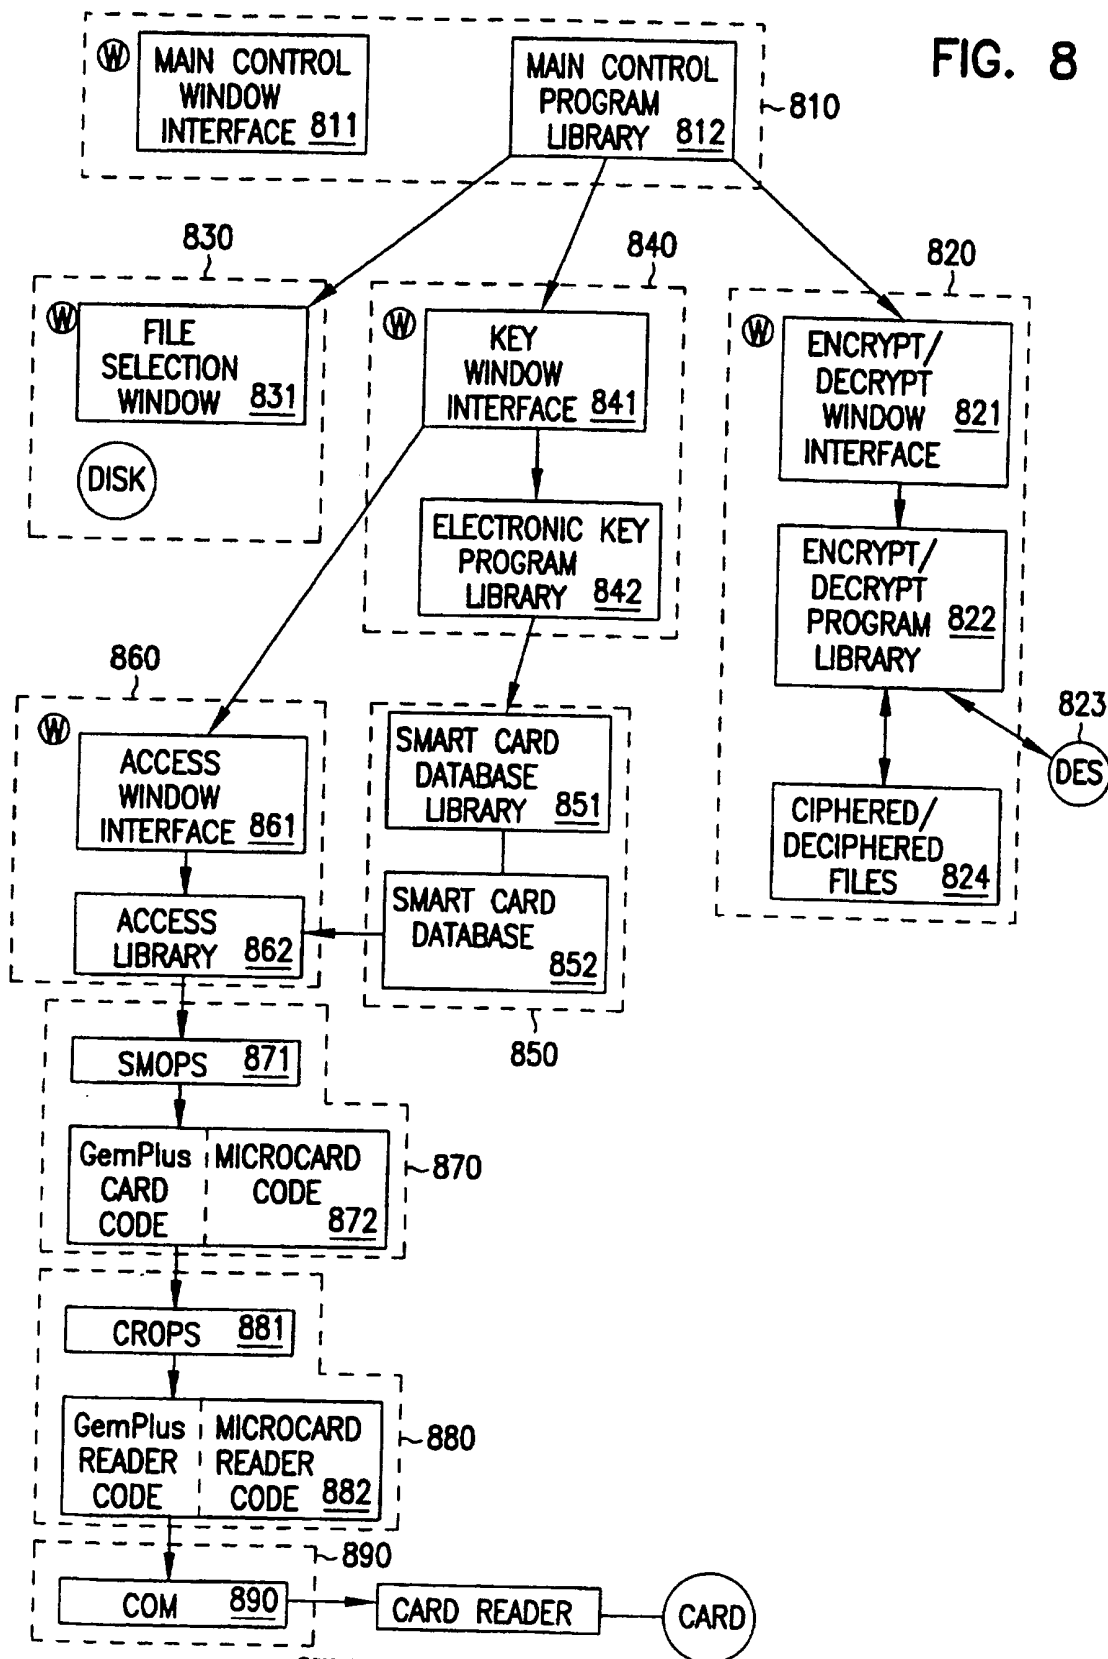 FIG. 8
W
MAIN CONTROL
WINDOW
INTERFACE 811
MAIN CONTROL
PROGRAM
LIBRARY 812
810
830
W
FILE
SELECTION
WINDOW 831
DISK
840
W
KEY
WINDOW
INTERFACE 841
ELECTRONIC KEY
PROGRAM
LIBRARY 842
820
W
ENCRYPT/
DECRYPT
WINDOW 821
INTERFACE
ENCRYPT/
DECRYPT
PROGRAM 822
LIBRARY
823
DES
CIPHERED/
DECIPHERED
FILES 824
860
W
ACCESS
WINDOW
INTERFACE 861
ACCESS
LIBRARY 862
SMART CARD
DATABASE
LIBRARY 851
SMART CARD
DATABASE 852
850
SMOPS 871
GemPlus
CARD
CODE
MICROCARD
CODE
872
870
CROPS 881
GemPlus
READER
CODE
MICROCARD
READER
CODE 882
880
890
COM 890
CARD READER
CARD